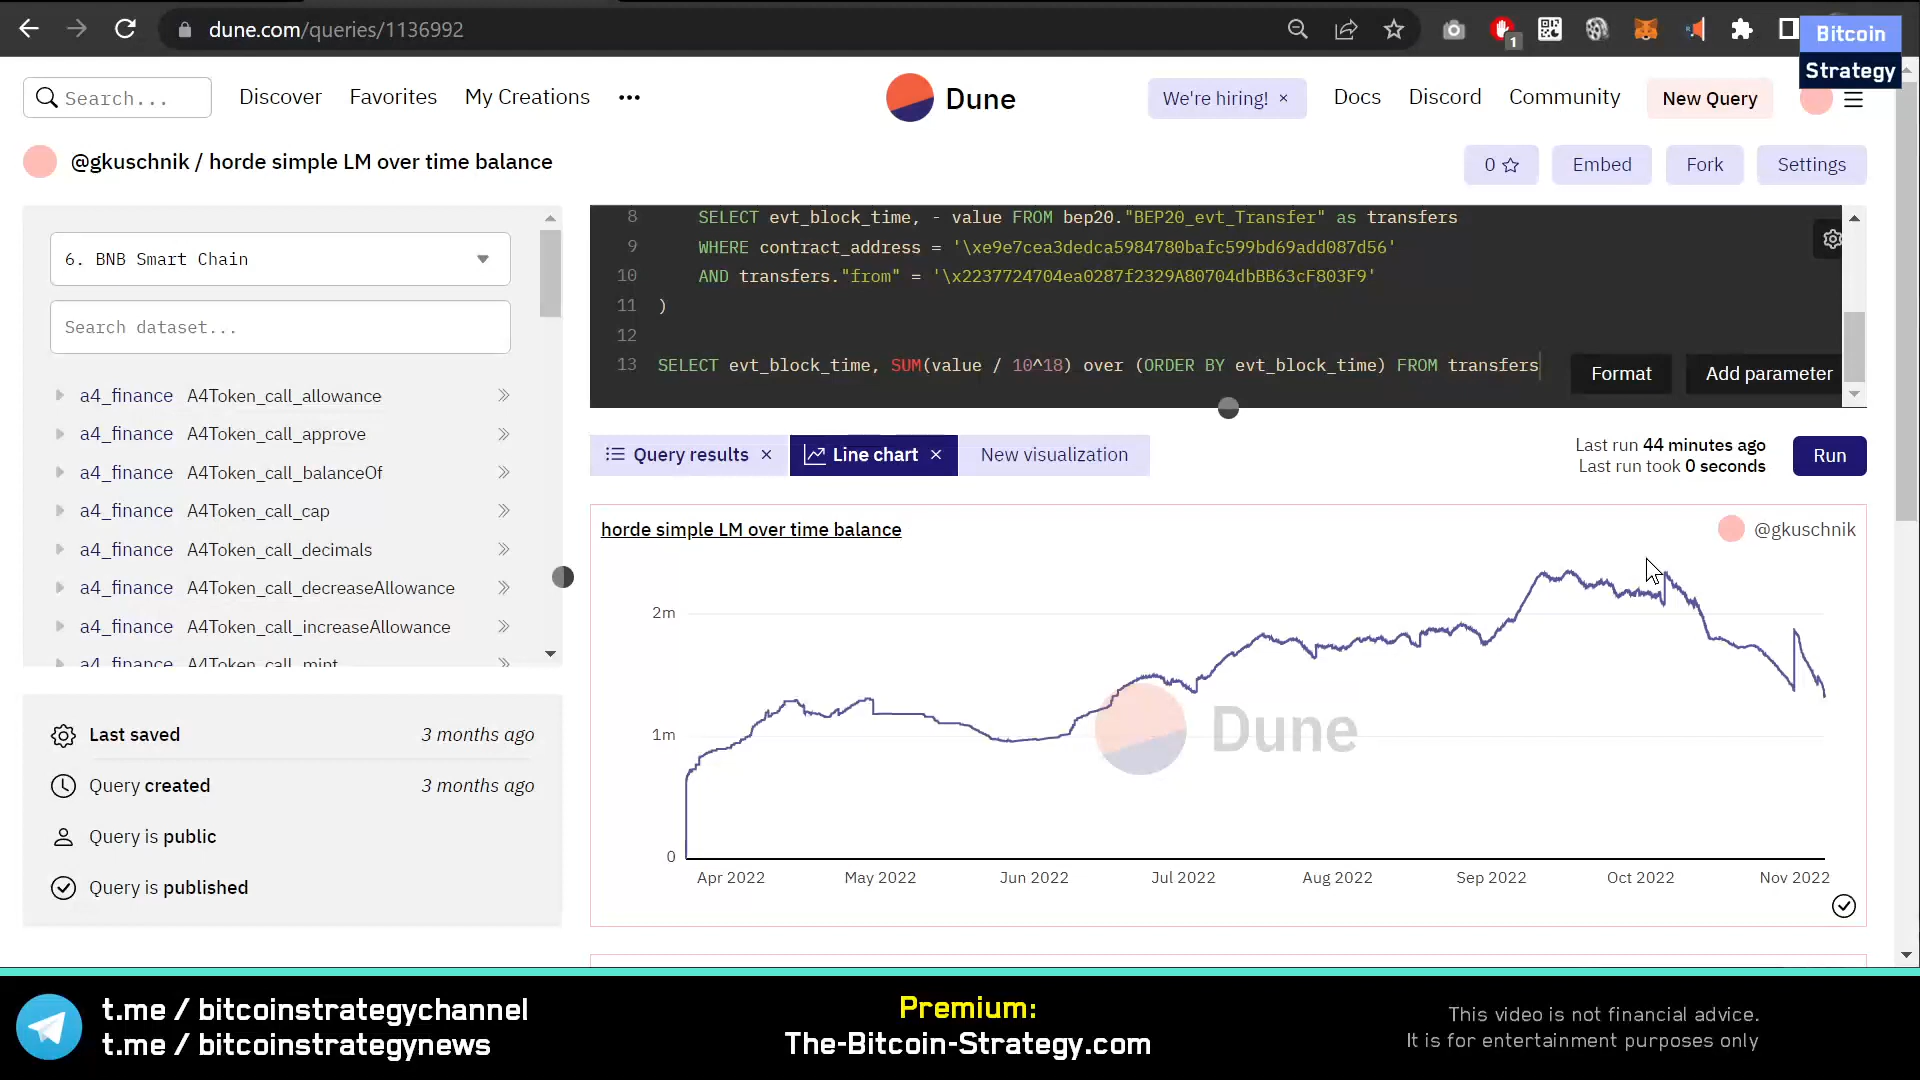 dune.com/queries/1136992
1
Bitcoin
Strategy
Search...
Discover
Favorites
My Creations
Dune
We're hiring! ×
Docs
Discord
Community
New Query
@gkuschnik / horde simple LM over time balance
0
Embed
Fork
Settings
6. BNB Smart Chain
Search dataset...
a4_finance A4Token_call_allowance
a4_finance A4Token_call_approve
a4_finance A4Token_call_balanceOf
a4_finance A4Token_call_cap
a4_finance A4Token_call_decimals
a4_finance A4Token_call_decreaseAllowance
a4_finance A4Token_call_increaseAllowance
a4_finance A4Token_call_mint
Last saved 3 months ago
Query created 3 months ago
Query is public
Query is published
8 SELECT evt_block_time, - value FROM bep20."BEP20_evt_Transfer" as transfers
9 WHERE contract_address = '\xe9e7cea3dedca5984780bafc599bd69add087d56'
10 AND transfers."from" = '\x2237724704ea0287f2329A80704dbBB63cF803F9'
11 )
12
13 SELECT evt_block_time, SUM(value / 10^18) over (ORDER BY evt_block_time) FROM transfers
Format
Add parameter
Query results ×
Line chart ×
New visualization
Last run 44 minutes ago
Last run took 0 seconds
Run
horde simple LM over time balance
@gkuschnik
2m
1m
0
Dune
Apr 2022
May 2022
Jun 2022
Jul 2022
Aug 2022
Sep 2022
Oct 2022
Nov 2022
t.me / bitcoinstrategychannel
t.me / bitcoinstrategynews
Premium:
The-Bitcoin-Strategy.com
This video is not financial advice.
It is for entertainment purposes only